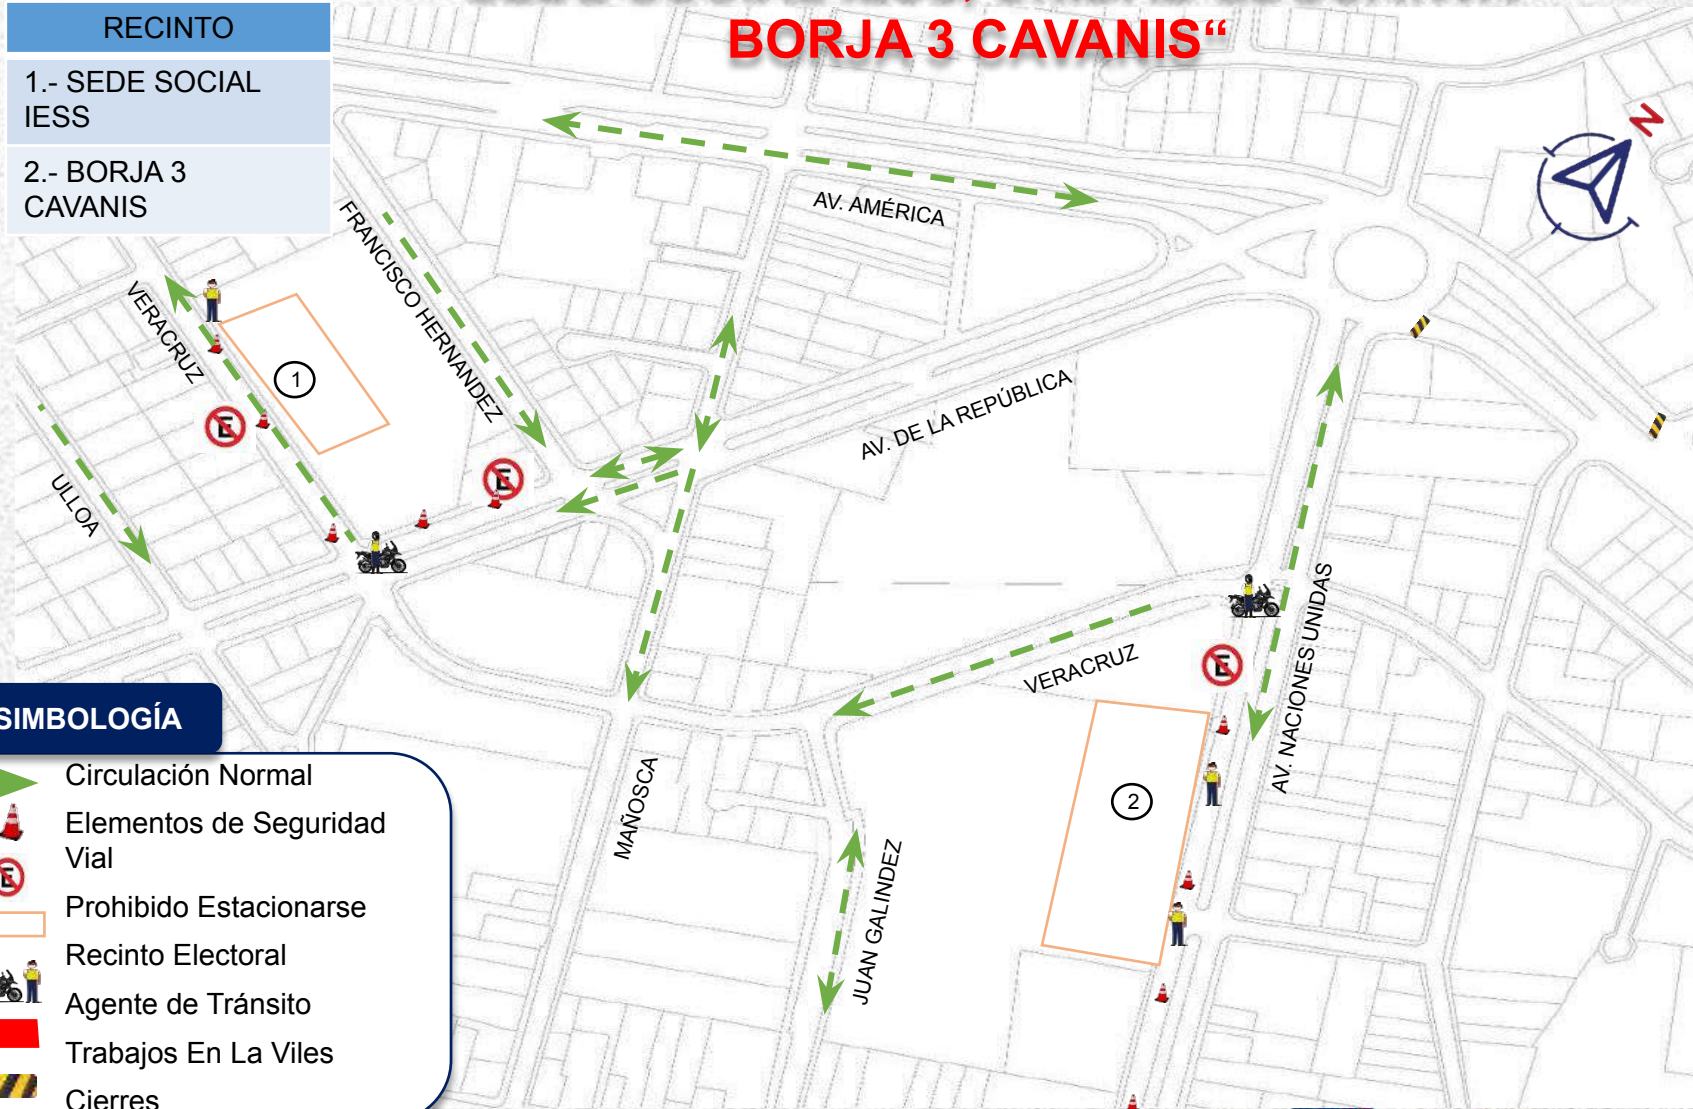 BORJA 3 CAVANIS“
RECINTO
1.- SEDE SOCIAL
IESS
2.- BORJA 3
CAVANIS
N
AV. AMÉRICA
FRANCISCO HERNANDEZ
VERACRUZ
1
ULLOA
AV. DE LA REPÚBLICA
E
E
E
VERACRUZ
AV. NACIONES UNIDAS
MAÑOSCA
2
JUAN GALINDEZ
SIMBOLOGÍA
Circulación Normal
Elementos de Seguridad
Vial
E
Prohibido Estacionarse
Recinto Electoral
Agente de Tránsito
Trabajos En La Viles
Cierres